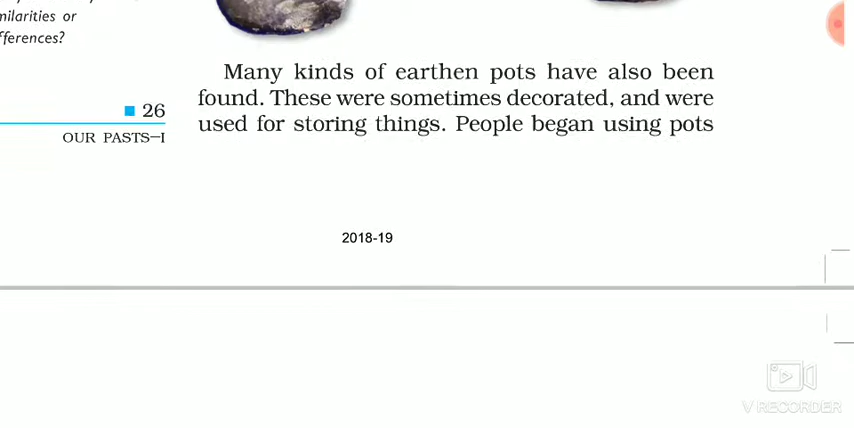 milarities or
fferences?
Many kinds of earthen pots have also been
found. These were sometimes decorated, and were
used for storing things. People began using pots
26
OUR PASTS–I
2018-19
V RECORDER